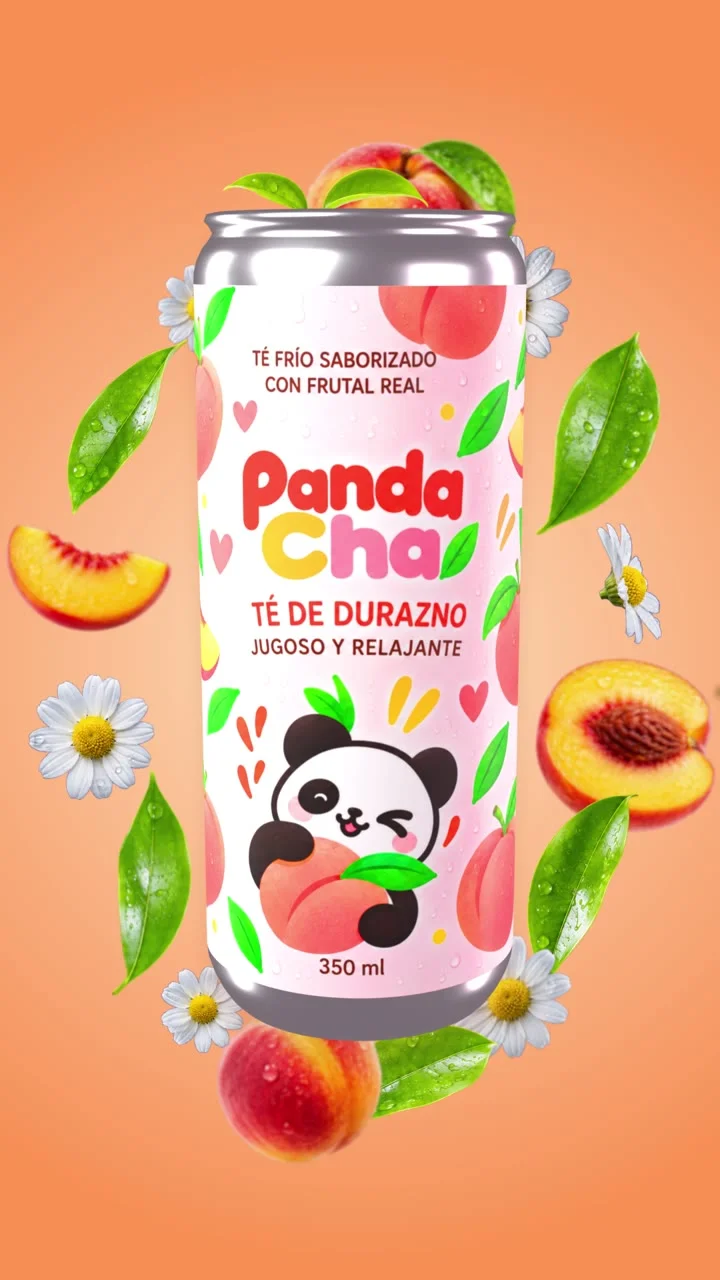 TÉ FRÍO SABORIZADO
CON FRUTAL REAL
Panda
Cha
TÉ DE DURAZNO
JUGOSO Y RELAJANTE
350 ml